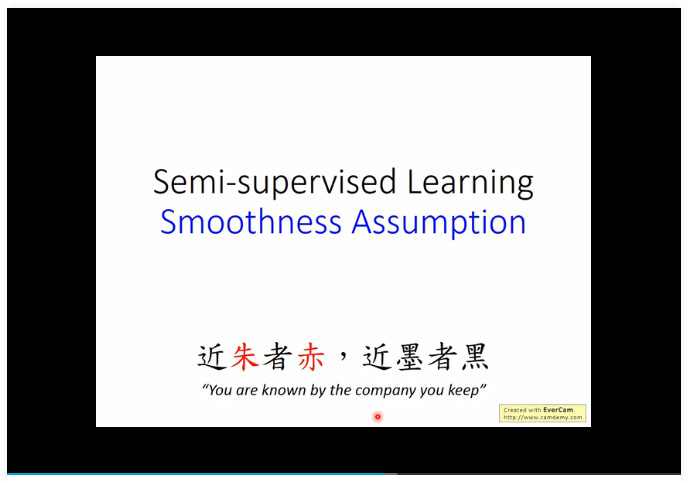 Semi-supervised Learning
Smoothness Assumption
近朱者赤，近墨者黑
“You are known by the company you keep”
Created with EverCam.
http://www.camdemy.com